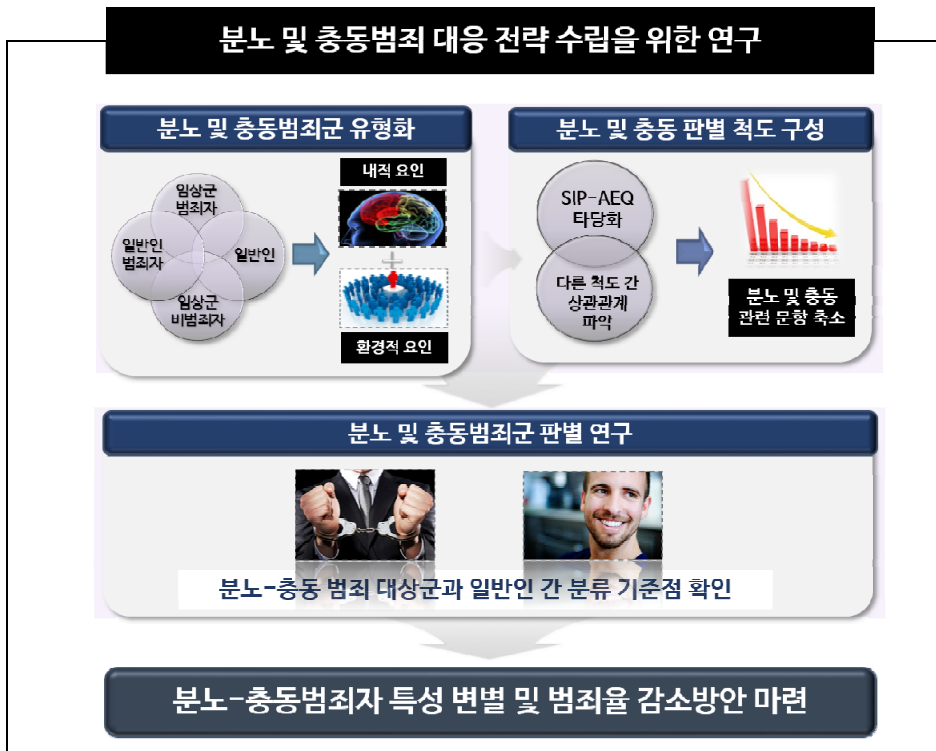 분노 및 충동범죄 대응 전략 수립을 위한 연구
분노 및 충동범죄군 유형화
임상군
범죄자
일반인
범죄자
일반인
임상군
비범죄자
내적 요인
환경적 요인
분노 및 충동 판별 척도 구성
SIP-AEQ
타당화
다른 척도 간
상관관계
파악
분노 및 충동
관련 문항 축소
분노 및 충동범죄군 판별 연구
분노-충동 범죄 대상군과 일반인 간 분류 기준점 확인
분노-충동범죄자 특성 변별 및 범죄율 감소방안 마련